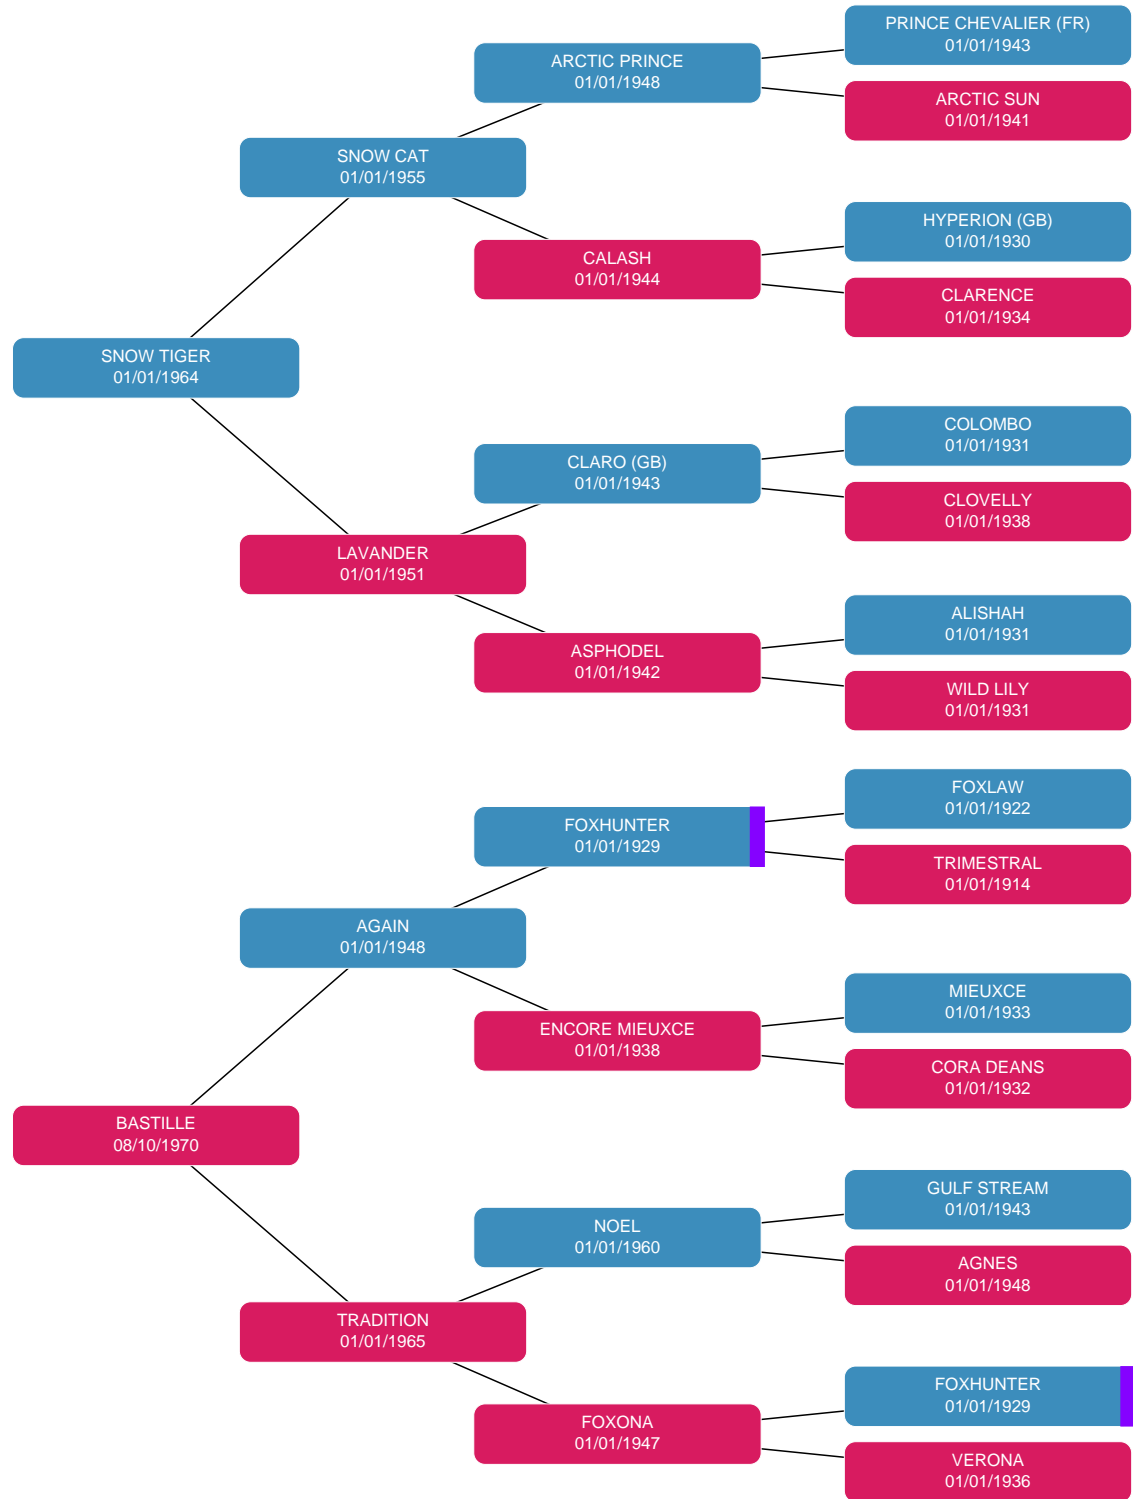 PRINCE CHEVALIER (FR)
01/01/1943
ARCTIC PRINCE
01/01/1948
ARCTIC SUN
01/01/1941
SNOW CAT
01/01/1955
HYPERION (GB)
01/01/1930
CALASH
01/01/1944
CLARENCE
01/01/1934
SNOW TIGER
01/01/1964
COLOMBO
01/01/1931
CLARO (GB)
01/01/1943
CLOVELLY
01/01/1938
LAVANDER
01/01/1951
ALISHAH
01/01/1931
ASPHODEL
01/01/1942
WILD LILY
01/01/1931
FOXLAW
01/01/1922
FOXHUNTER
01/01/1929
TRIMESTRAL
01/01/1914
AGAIN
01/01/1948
MIEUXCE
01/01/1933
ENCORE MIEUXCE
01/01/1938
CORA DEANS
01/01/1932
BASTILLE
08/10/1970
GULF STREAM
01/01/1943
NOEL
01/01/1960
AGNES
01/01/1948
TRADITION
01/01/1965
FOXHUNTER
01/01/1929
FOXONA
01/01/1947
VERONA
01/01/1936